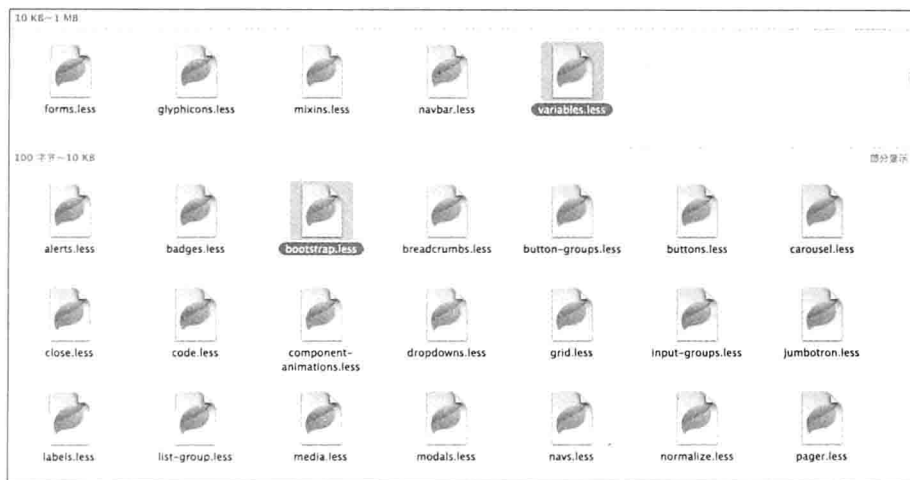 10 KB~1 MB
forms.less glyphicons.less mixins.less navbar.less variables.less
100 字节~10 KB 部分显示
alerts.less badges.less bootstrap.less breadcrumbs.less button-groups.less buttons.less carousel.less
close.less code.less component-animations.less dropdowns.less grid.less input-groups.less jumbotron.less
labels.less list-group.less media.less modals.less navs.less normalize.less pager.less